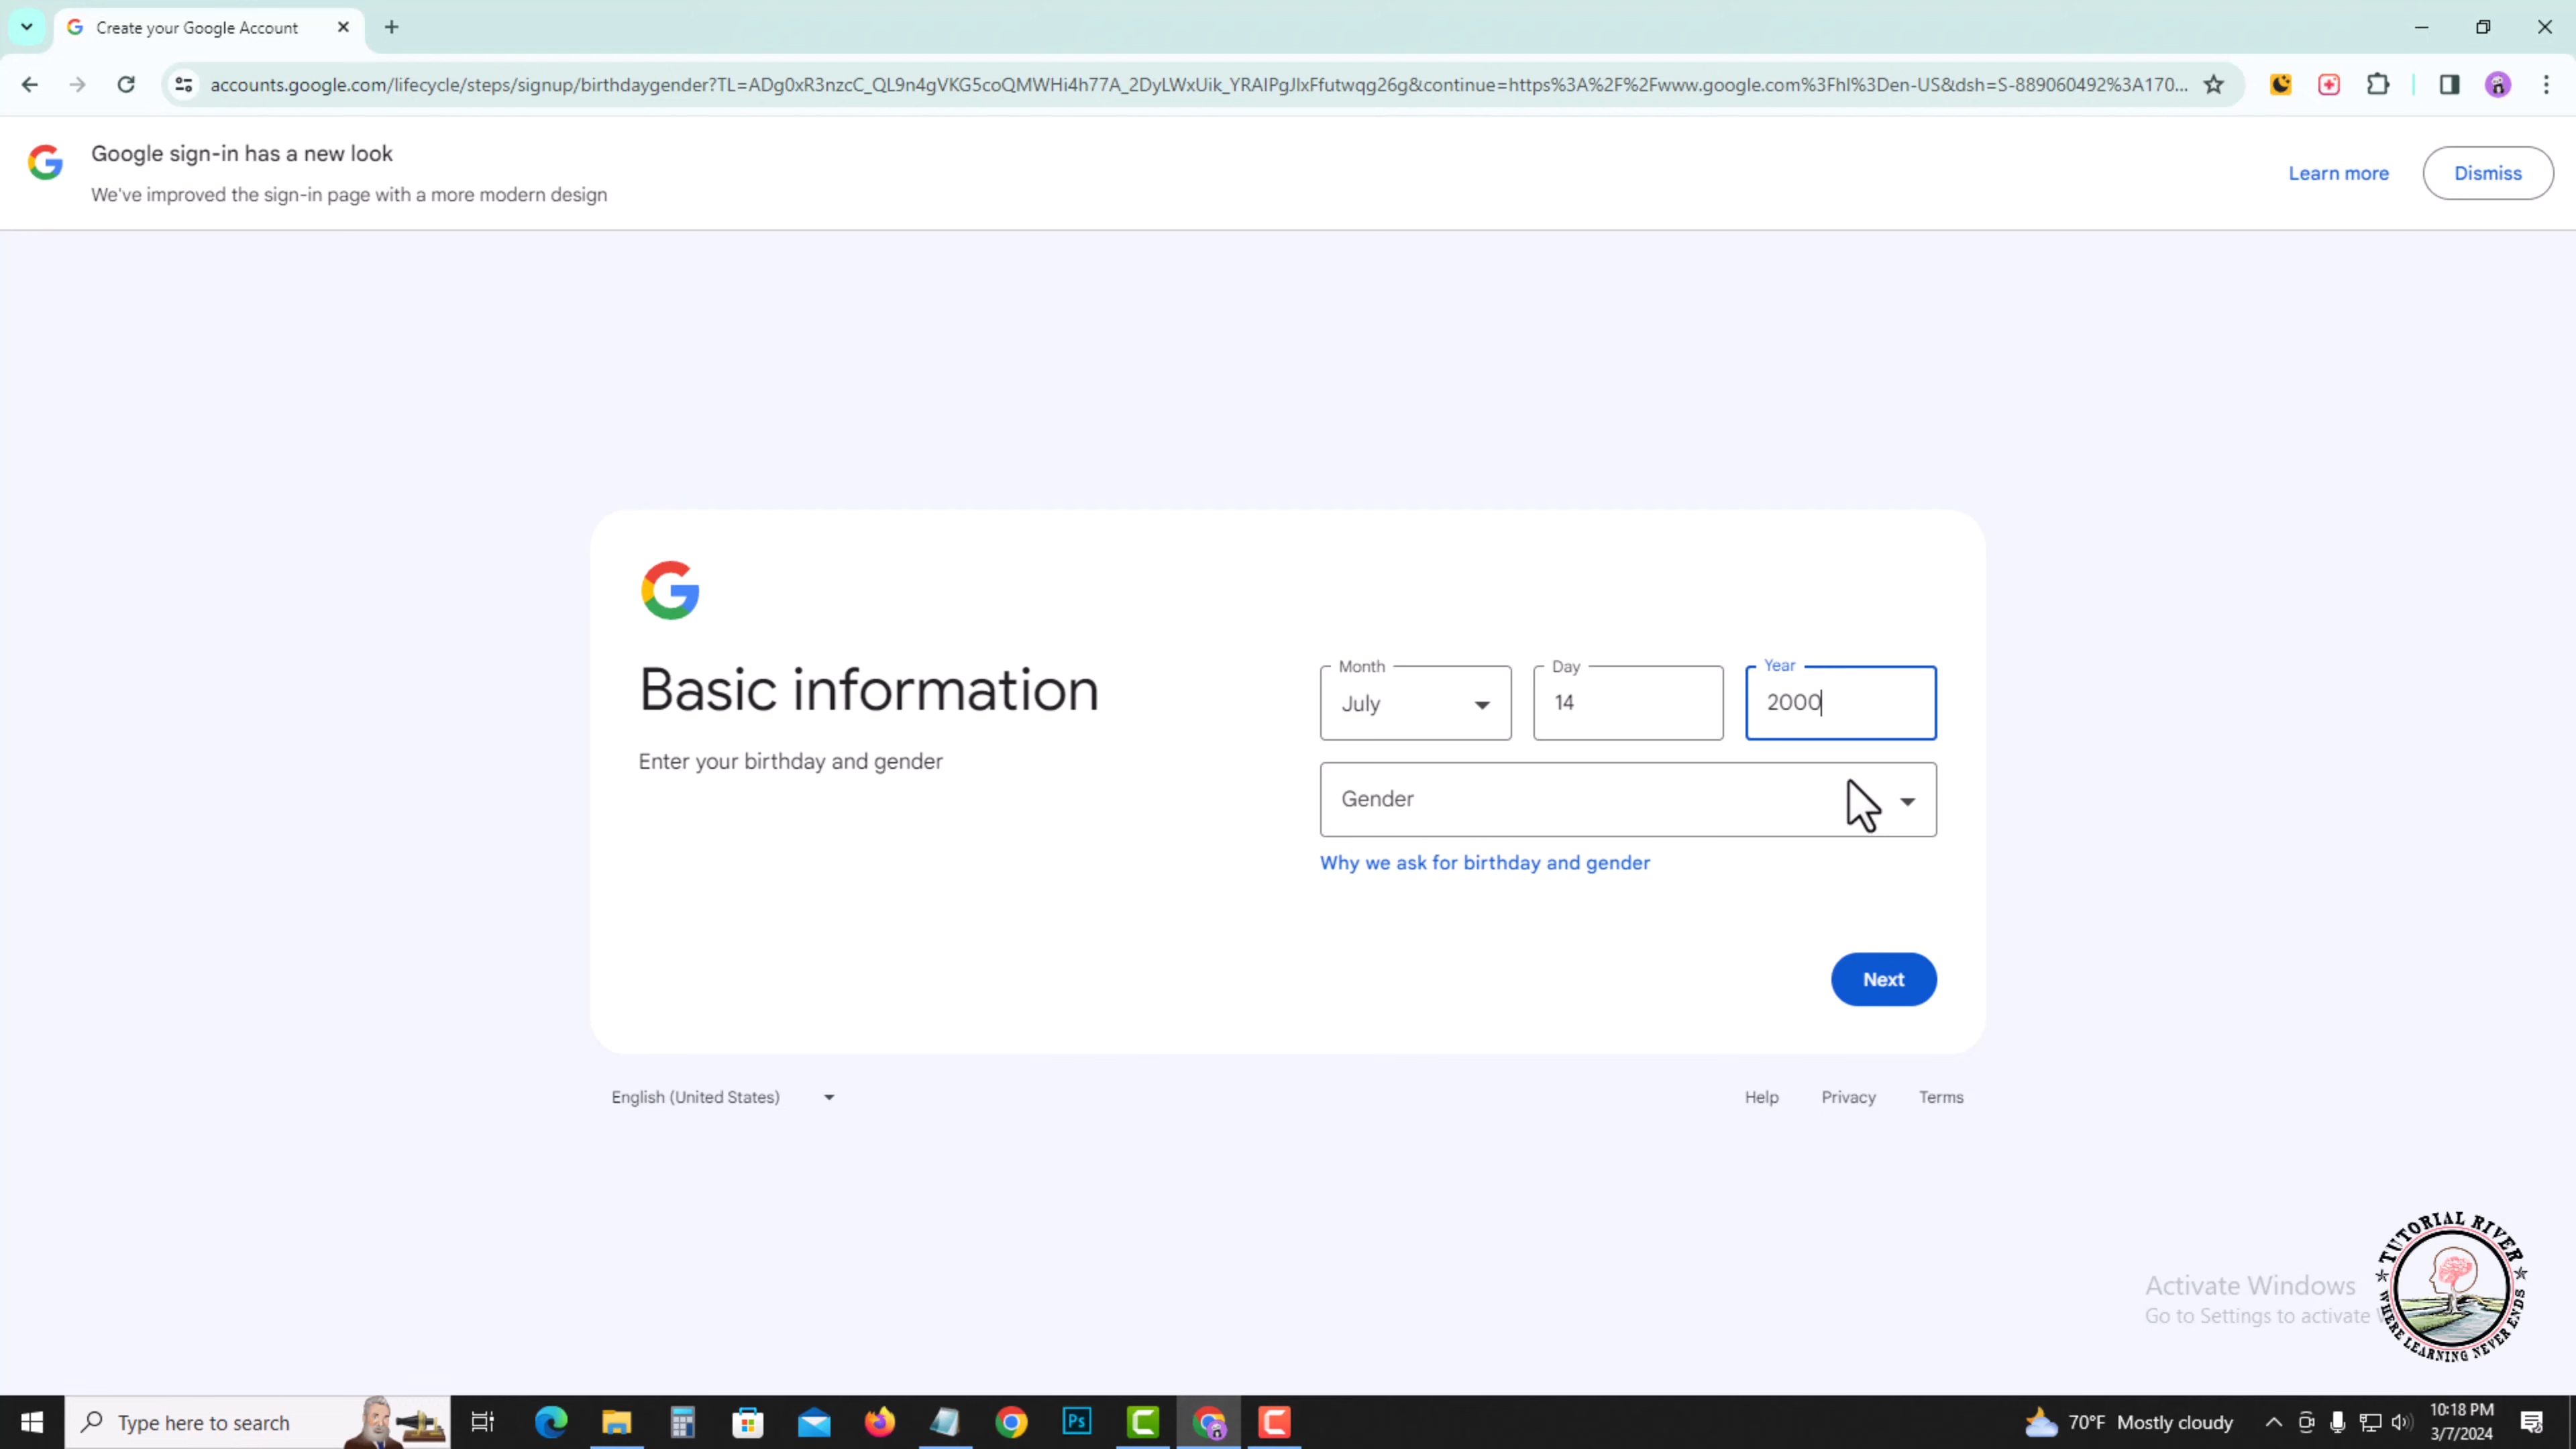 Create your Google Account
accounts.google.com/lifecycle/steps/signup/birthdaygender?TL=ADg0xR3nzcC_QL9n4gVKG5coQMWHi4h77A_2DyLWxUik_YRAIPgJlxFfutwqg26g&continue=https%3A%2F%2Fwww.google.com%3Fhl%3Den-US&dsh=S-889060492%3A170...
Google sign-in has a new look
We've improved the sign-in page with a more modern design
Learn more
Dismiss
Basic information
Enter your birthday and gender
Month
July
Day
14
Year
2000
Gender
Why we ask for birthday and gender
Next
English (United States)
Help
Privacy
Terms
Activate Windows
Go to Settings to activate
TUTORIAL RIVER
WHERE LEARNING NEVER ENDS
Type here to search
Ps
70°F Mostly cloudy
10:18 PM
3/7/2024